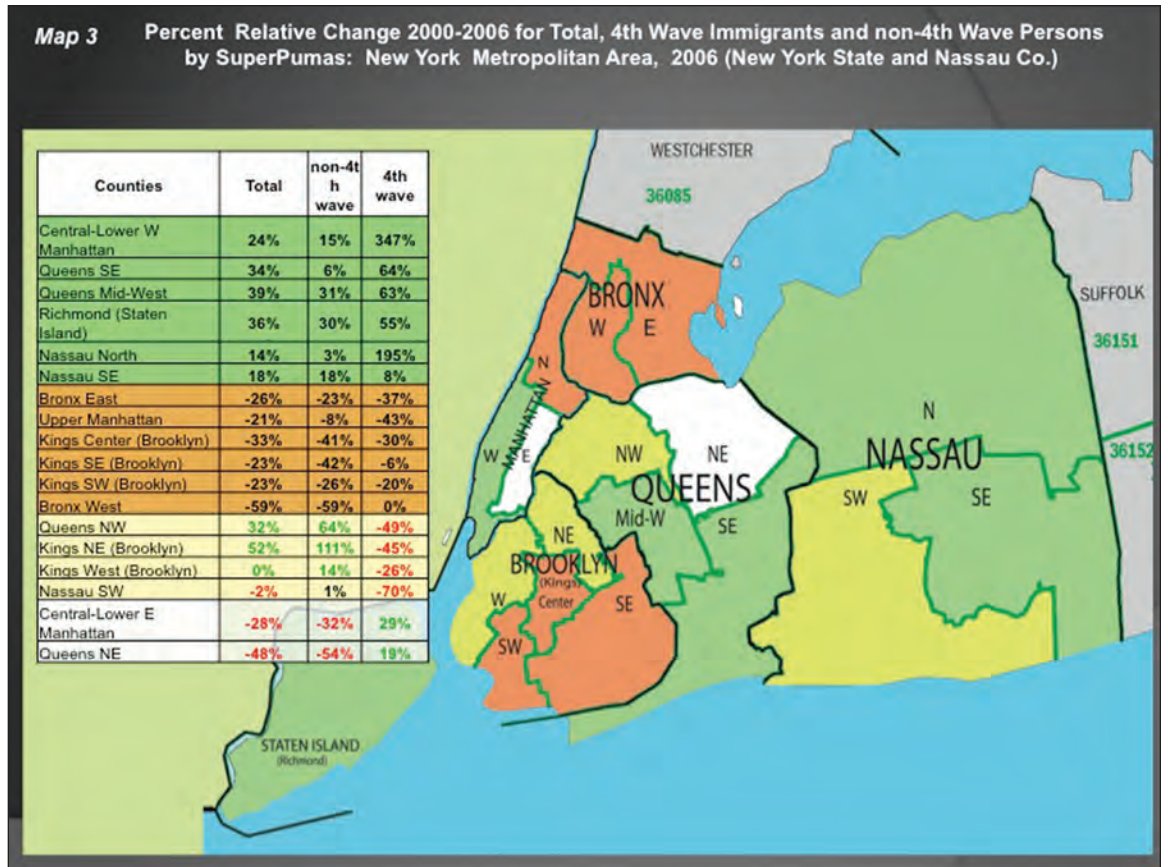 Map 3
Percent Relative Change 2000-2006 for Total, 4th Wave Immigrants and non-4th Wave Persons
by SuperPumas: New York Metropolitan Area, 2006 (New York State and Nassau Co.)
Counties Total non-4t h wave 4th wave
Central-Lower W Manhattan 24% 15% 347%
Queens SE 34% 6% 64%
Queens Mid-West 39% 31% 63%
Richmond (Staten Island) 36% 30% 55%
Nassau North 14% 3% 195%
Nassau SE 18% 18% 8%
Bronx East -26% -23% -37%
Upper Manhattan -21% -8% -43%
Kings Center (Brooklyn) -33% -41% -30%
Kings SE (Brooklyn) -23% -42% -6%
Kings SW (Brooklyn) -23% -26% -20%
Bronx West -59% -59% 0%
Queens NW 32% 64% -49%
Kings NE (Brooklyn) 52% 111% -45%
Kings West (Brooklyn) 0% 14% -26%
Nassau SW -2% 1% -70%
Central-Lower E Manhattan -28% -32% 29%
Queens NE -48% -54% 19%
WESTCHESTER
36085
SUFFOLK
36151
36152
BRONX
W E
N
MANHATTAN
W E
NW
NE
QUEENS
Mid-W
SE
N
NASSAU
SW
SE
NE
BROOKLYN
(Kings)
W
Center
SE
SW
STATEN ISLAND
(Richmond)